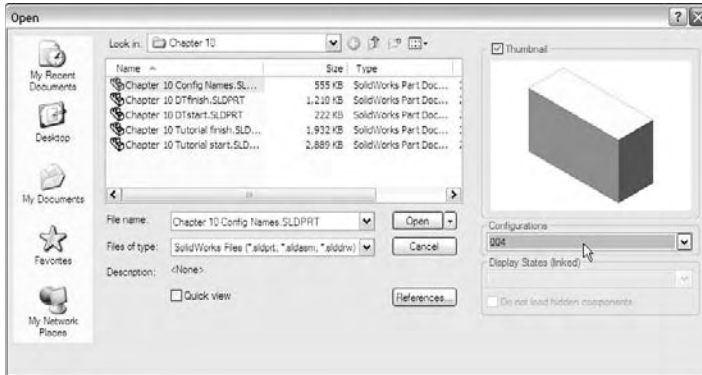 Open
Look in: Chapter 10
My Recent Documents
Desktop
My Documents
Favorites
My Network Places
Name Size Type
Chapter 10 Config Names.SL... 555 KB SolidWorks Part Doc...
Chapter 10 DTfinish.SLDPRT 1,210 KB SolidWorks Part Doc...
Chapter 10 DTstart.SLDPRT 222 KB SolidWorks Part Doc...
Chapter 10 Tutorial finish.SLD... 1,932 KB SolidWorks Part Doc...
Chapter 10 Tutorial start.SLD... 2,889 KB SolidWorks Part Doc...
File name: Chapter 10 Config Names.SLDPRT Open
Files of type: SolidWorks Files (*.sldprt; *.sldasm; *.slddrw) Cancel
Description: <None>
Quick view References...
Thumbnail
Configurations
004
Display States (linked)
Do not load hidden components